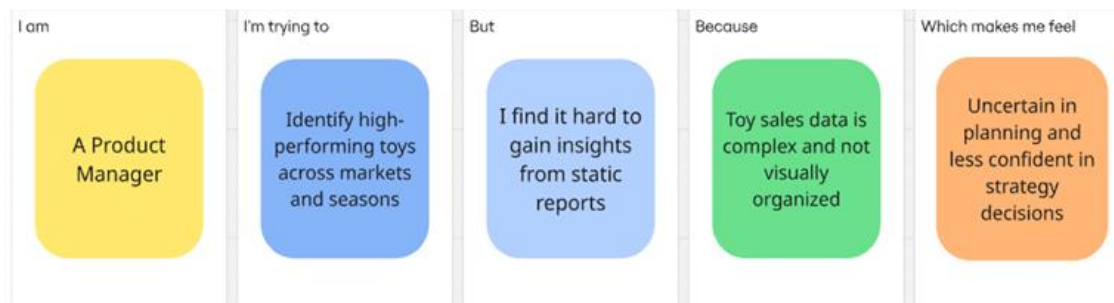 I am
A Product
Manager
I'm trying to
Identify high-
performing toys
across markets
and seasons
But
I find it hard to
gain insights
from static
reports
Because
Toy sales data is
complex and not
visually
organized
Which makes me feel
Uncertain in
planning and
less confident in
strategy
decisions